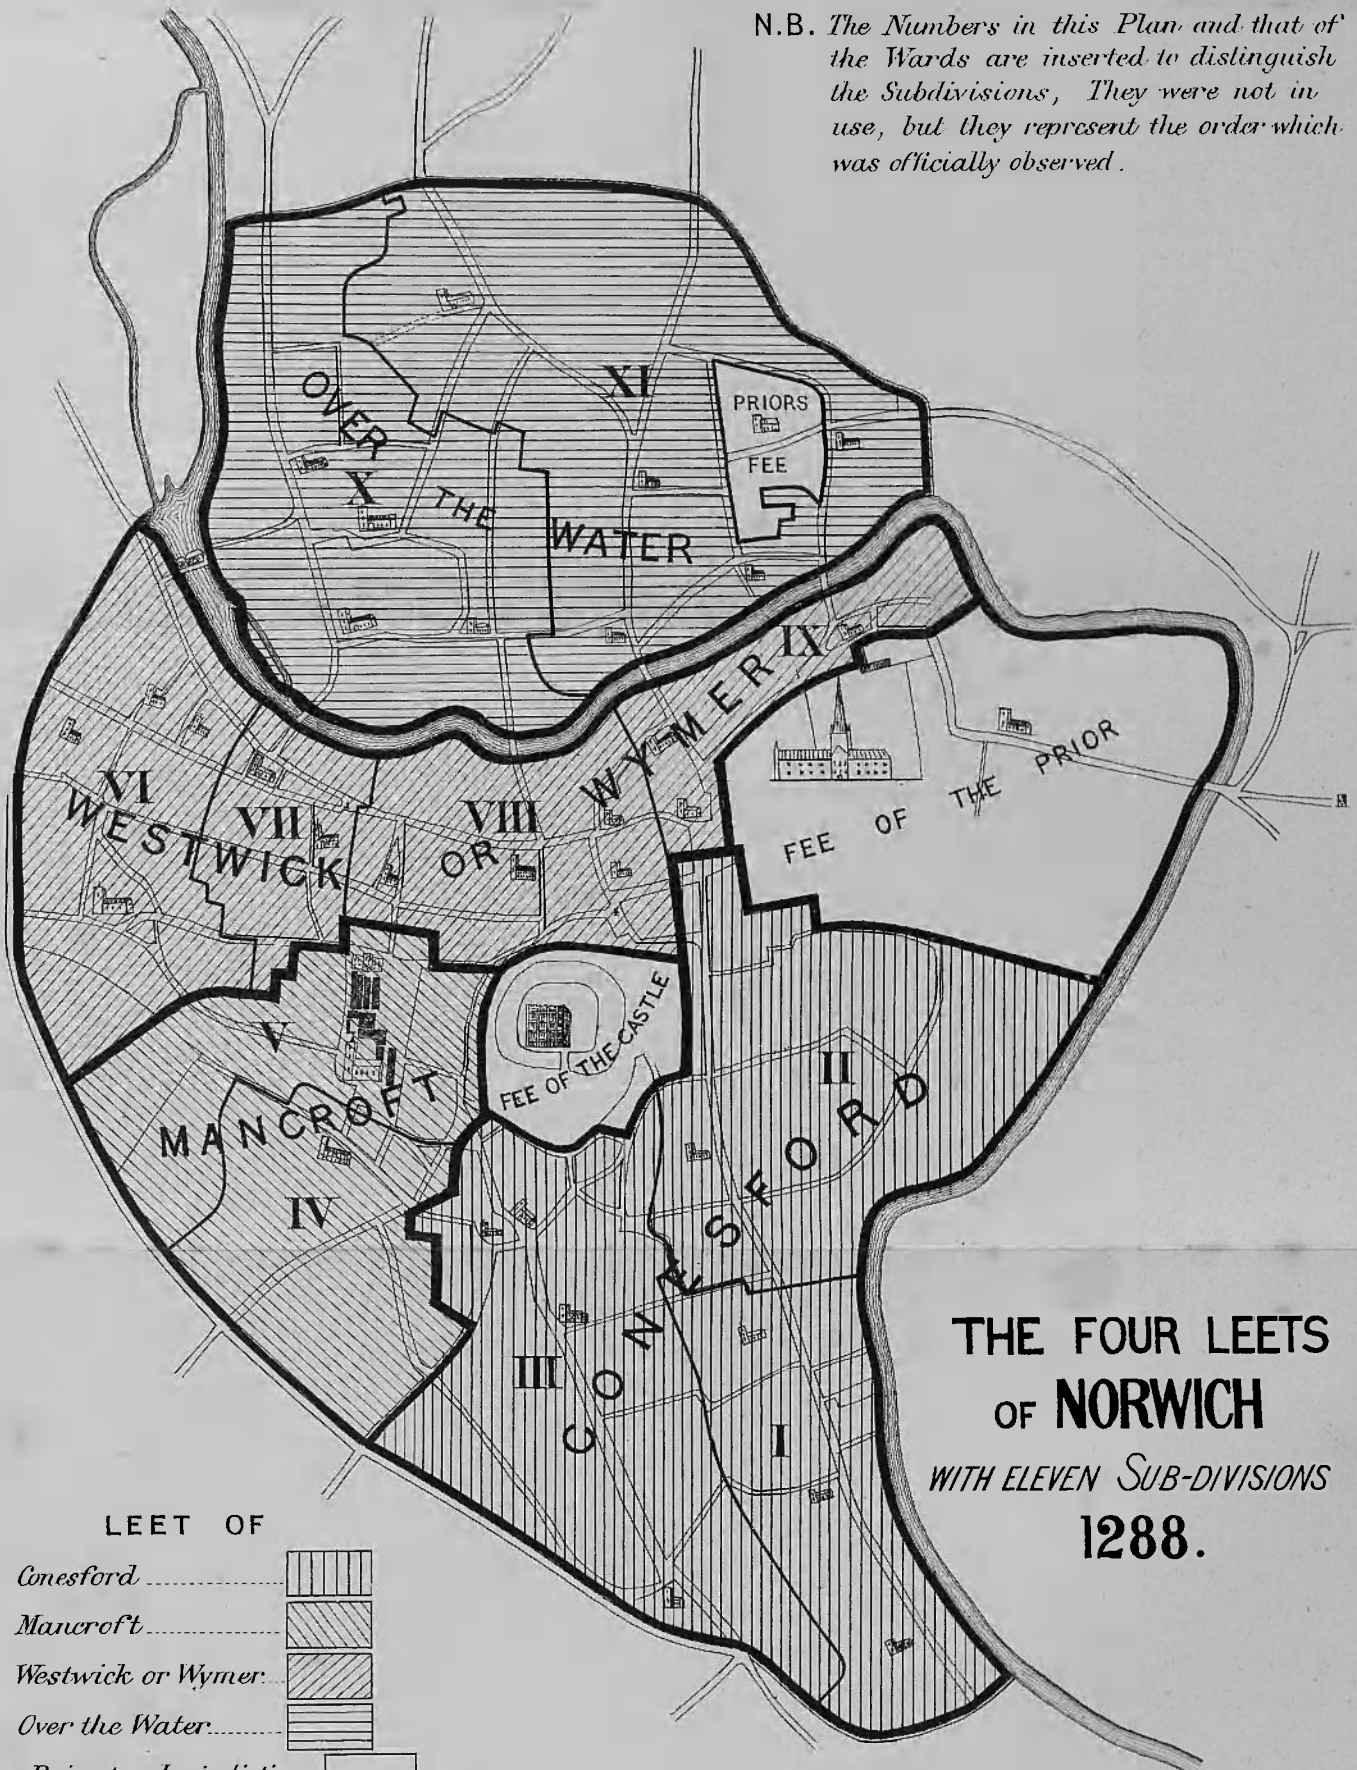 N.B. The Numbers in this Plan and that of
the Wards are inserted to distinguish
the Subdivisions, They were not in
use, but they represent the order which
was officially observed.
XI
OVER
PRIORS
FEE
X
THE
WATER
IX
WYMER
VI
WESTWICK
VII
VIII
OR
FEE OF THE PRIOR
V
MANCROFT
FEE OF THE CASTLE
II
CONESFORD
IV
III
I
THE FOUR LEETS
OF NORWICH
WITH ELEVEN SUB-DIVISIONS
1288.
LEET OF
Conesford
Mancroft
Westwick or Wymer
Over the Water